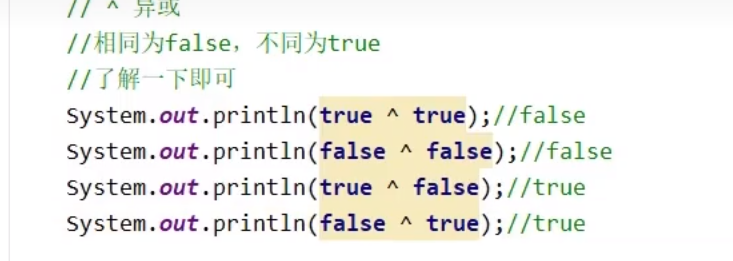 // ^ 异或
//相同为false，不同为true
//了解一下即可
System.out.println(true ^ true);//false
System.out.println(false ^ false);//false
System.out.println(true ^ false);//true
System.out.println(false ^ true);//true